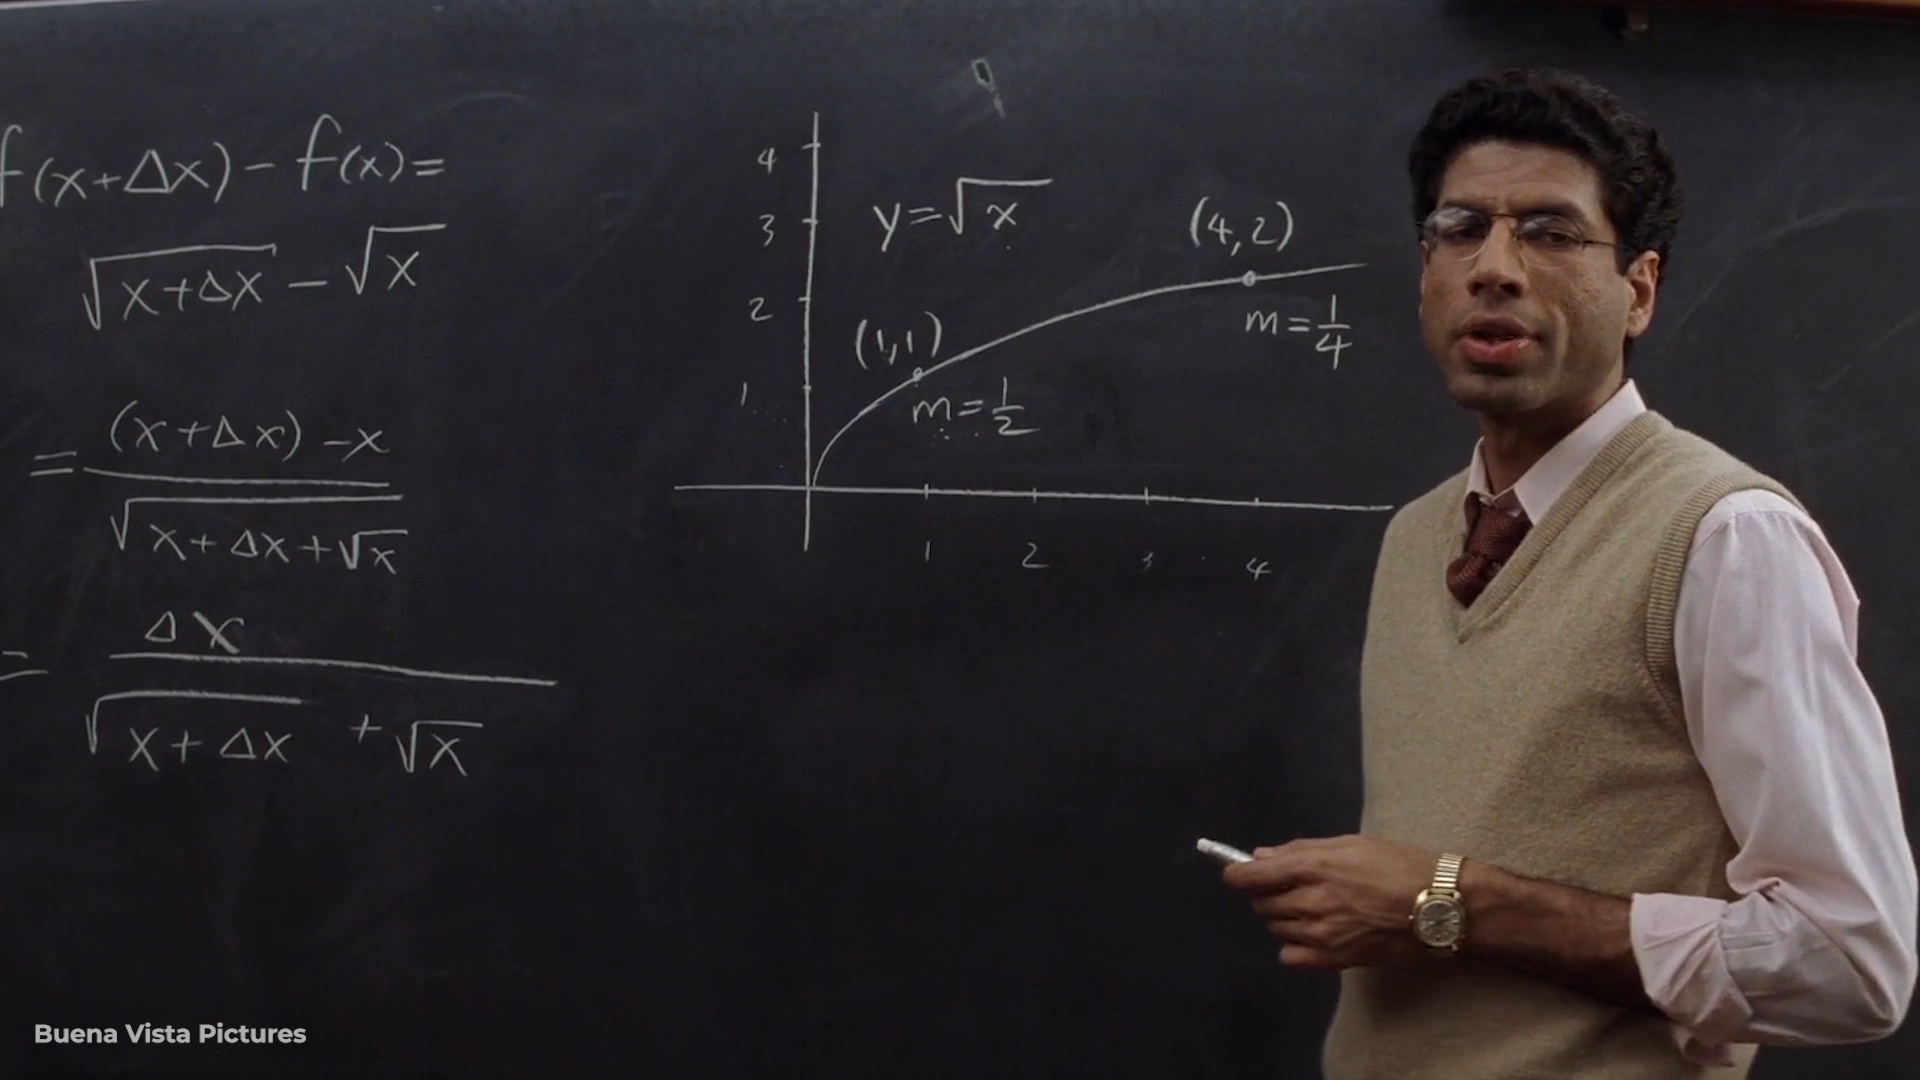 f(x+Δx) - f(x) =
√x+Δx - √x
= (x+Δx) - x
√x+Δx+√x
= Δx
√x+Δx + √x
y=√x
(4,2)
m=1/4
(1,1)
m=1/2
4
3
2
1
1 2 3 4
Buena Vista Pictures